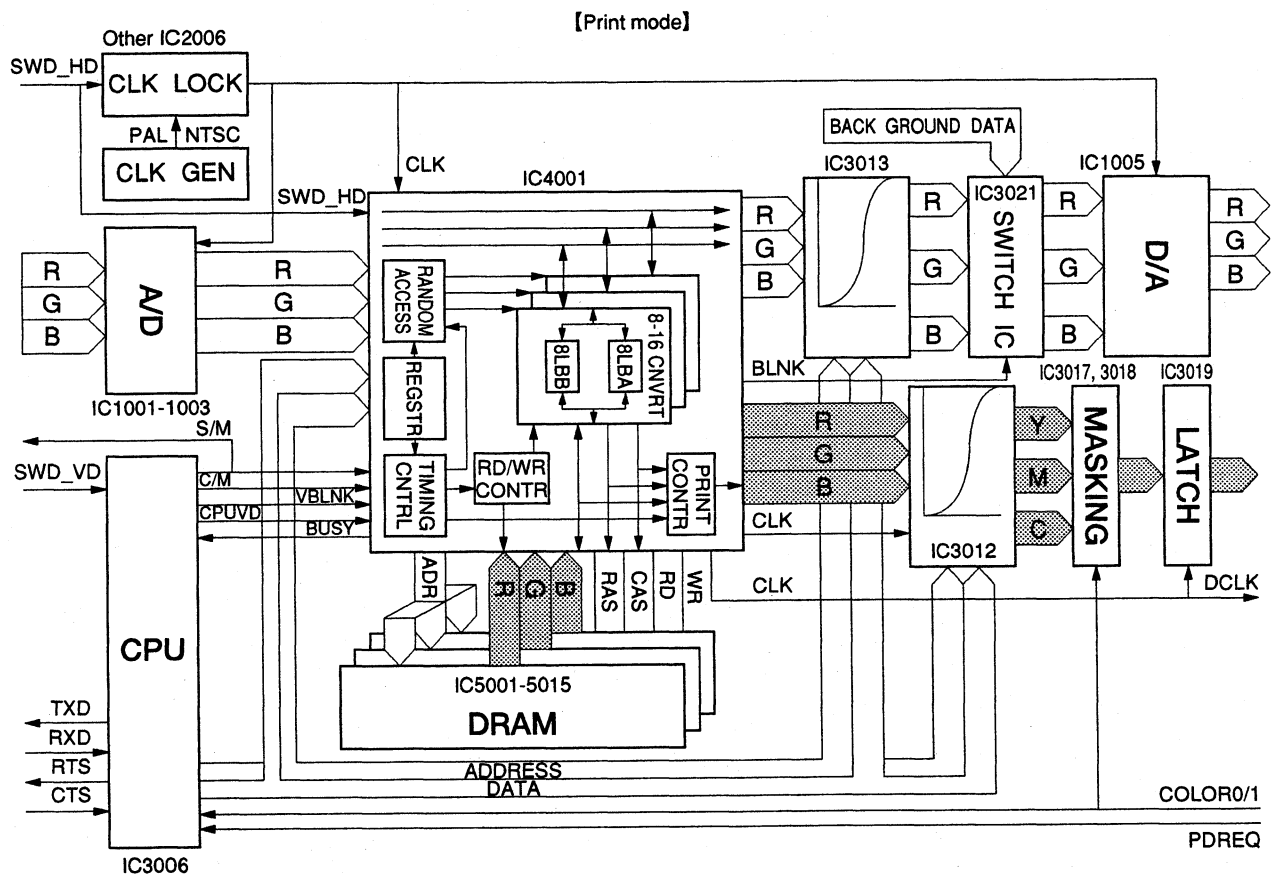 【Print mode】
Other IC2006
SWD_HD
CLK LOCK
PAL NTSC
CLK GEN
CLK
BACK GROUND DATA
IC4001
IC3013
IC1005
SWD_HD
R
G
B
A/D
IC1001-1003
R
G
B
RANDOM
ACCESS
REGSTR
TIMING
CNTRL
RD/WR
CONTR
8LBB
8LBA
8-16 CNVRT
PRINT
CONTR
R
G
B
R
G
B
IC3021
SWITCH IC
R
G
B
D/A
R
G
B
BLNK
IC3017, 3018
IC3019
R
G
B
CLK
IC3012
Y
M
C
MASKING
LATCH
S/M
SWD_VD
C/M
VBLNK
CPUVD
BUSY
CPU
ADR
R
G
B
RAS
CAS
RD
WR
CLK
DCLK
IC5001-5015
DRAM
TXD
RXD
RTS
CTS
ADDRESS
DATA
COLOR0/1
PDREQ
IC3006